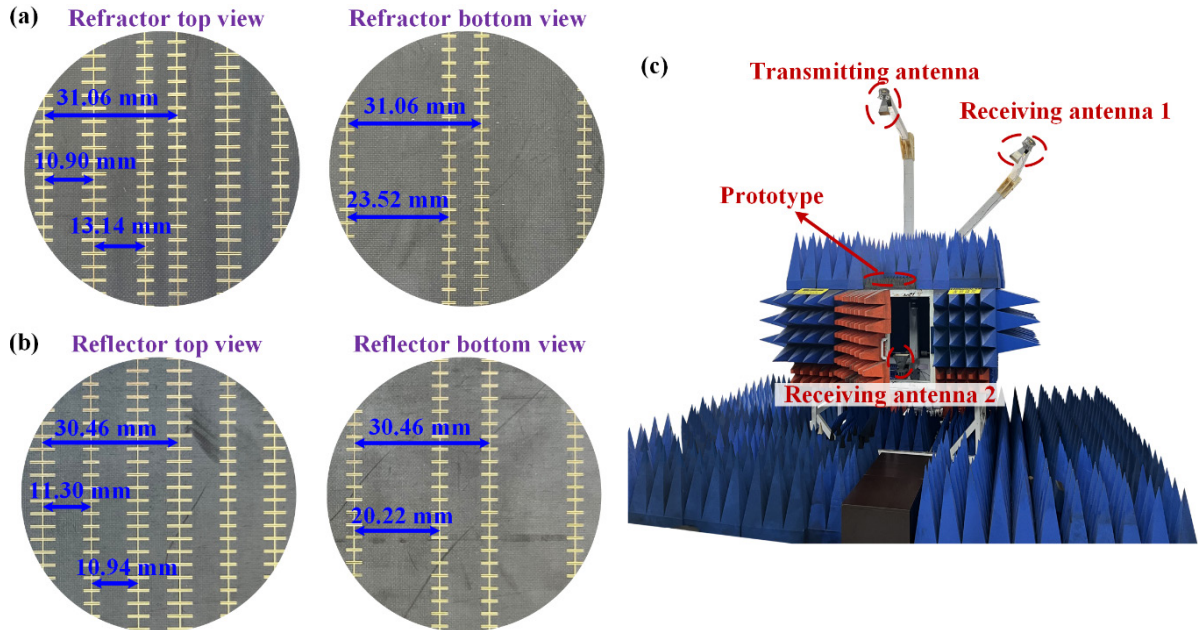 (a)
Refractor top view
Refractor bottom view
31.06 mm
10.90 mm
13.14 mm
31.06 mm
23.52 mm
(b)
Reflector top view
Reflector bottom view
30.46 mm
11.30 mm
10.94 mm
30.46 mm
20.22 mm
(c)
Transmitting antenna
Receiving antenna 1
Prototype
Receiving antenna 2